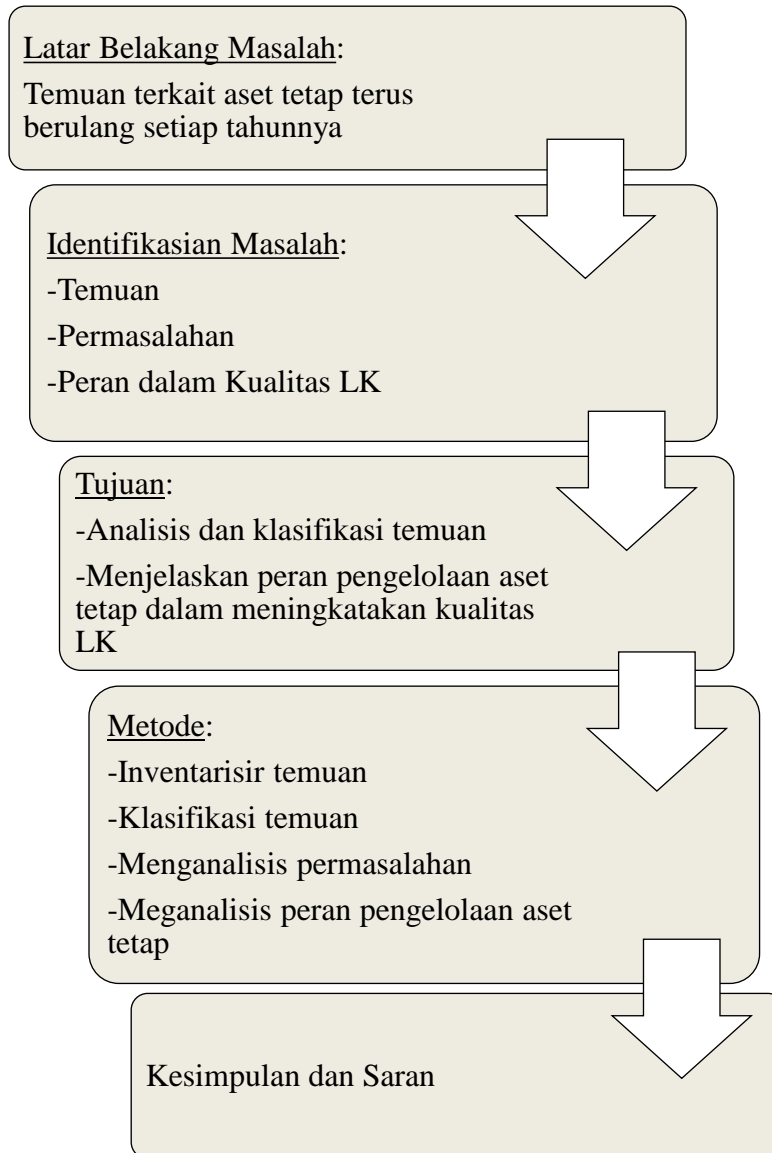 Latar Belakang Masalah:
Temuan terkait aset tetap terus
berulang setiap tahunnya
Identifikasian Masalah:
-Temuan
-Permasalahan
-Peran dalam Kualitas LK
Tujuan:
-Analisis dan klasifikasi temuan
-Menjelaskan peran pengelolaan aset
tetap dalam meningkatakan kualitas
LK
Metode:
-Inventarisir temuan
-Klasifikasi temuan
-Menganalisis permasalahan
-Meganalisis peran pengelolaan aset
tetap
Kesimpulan dan Saran